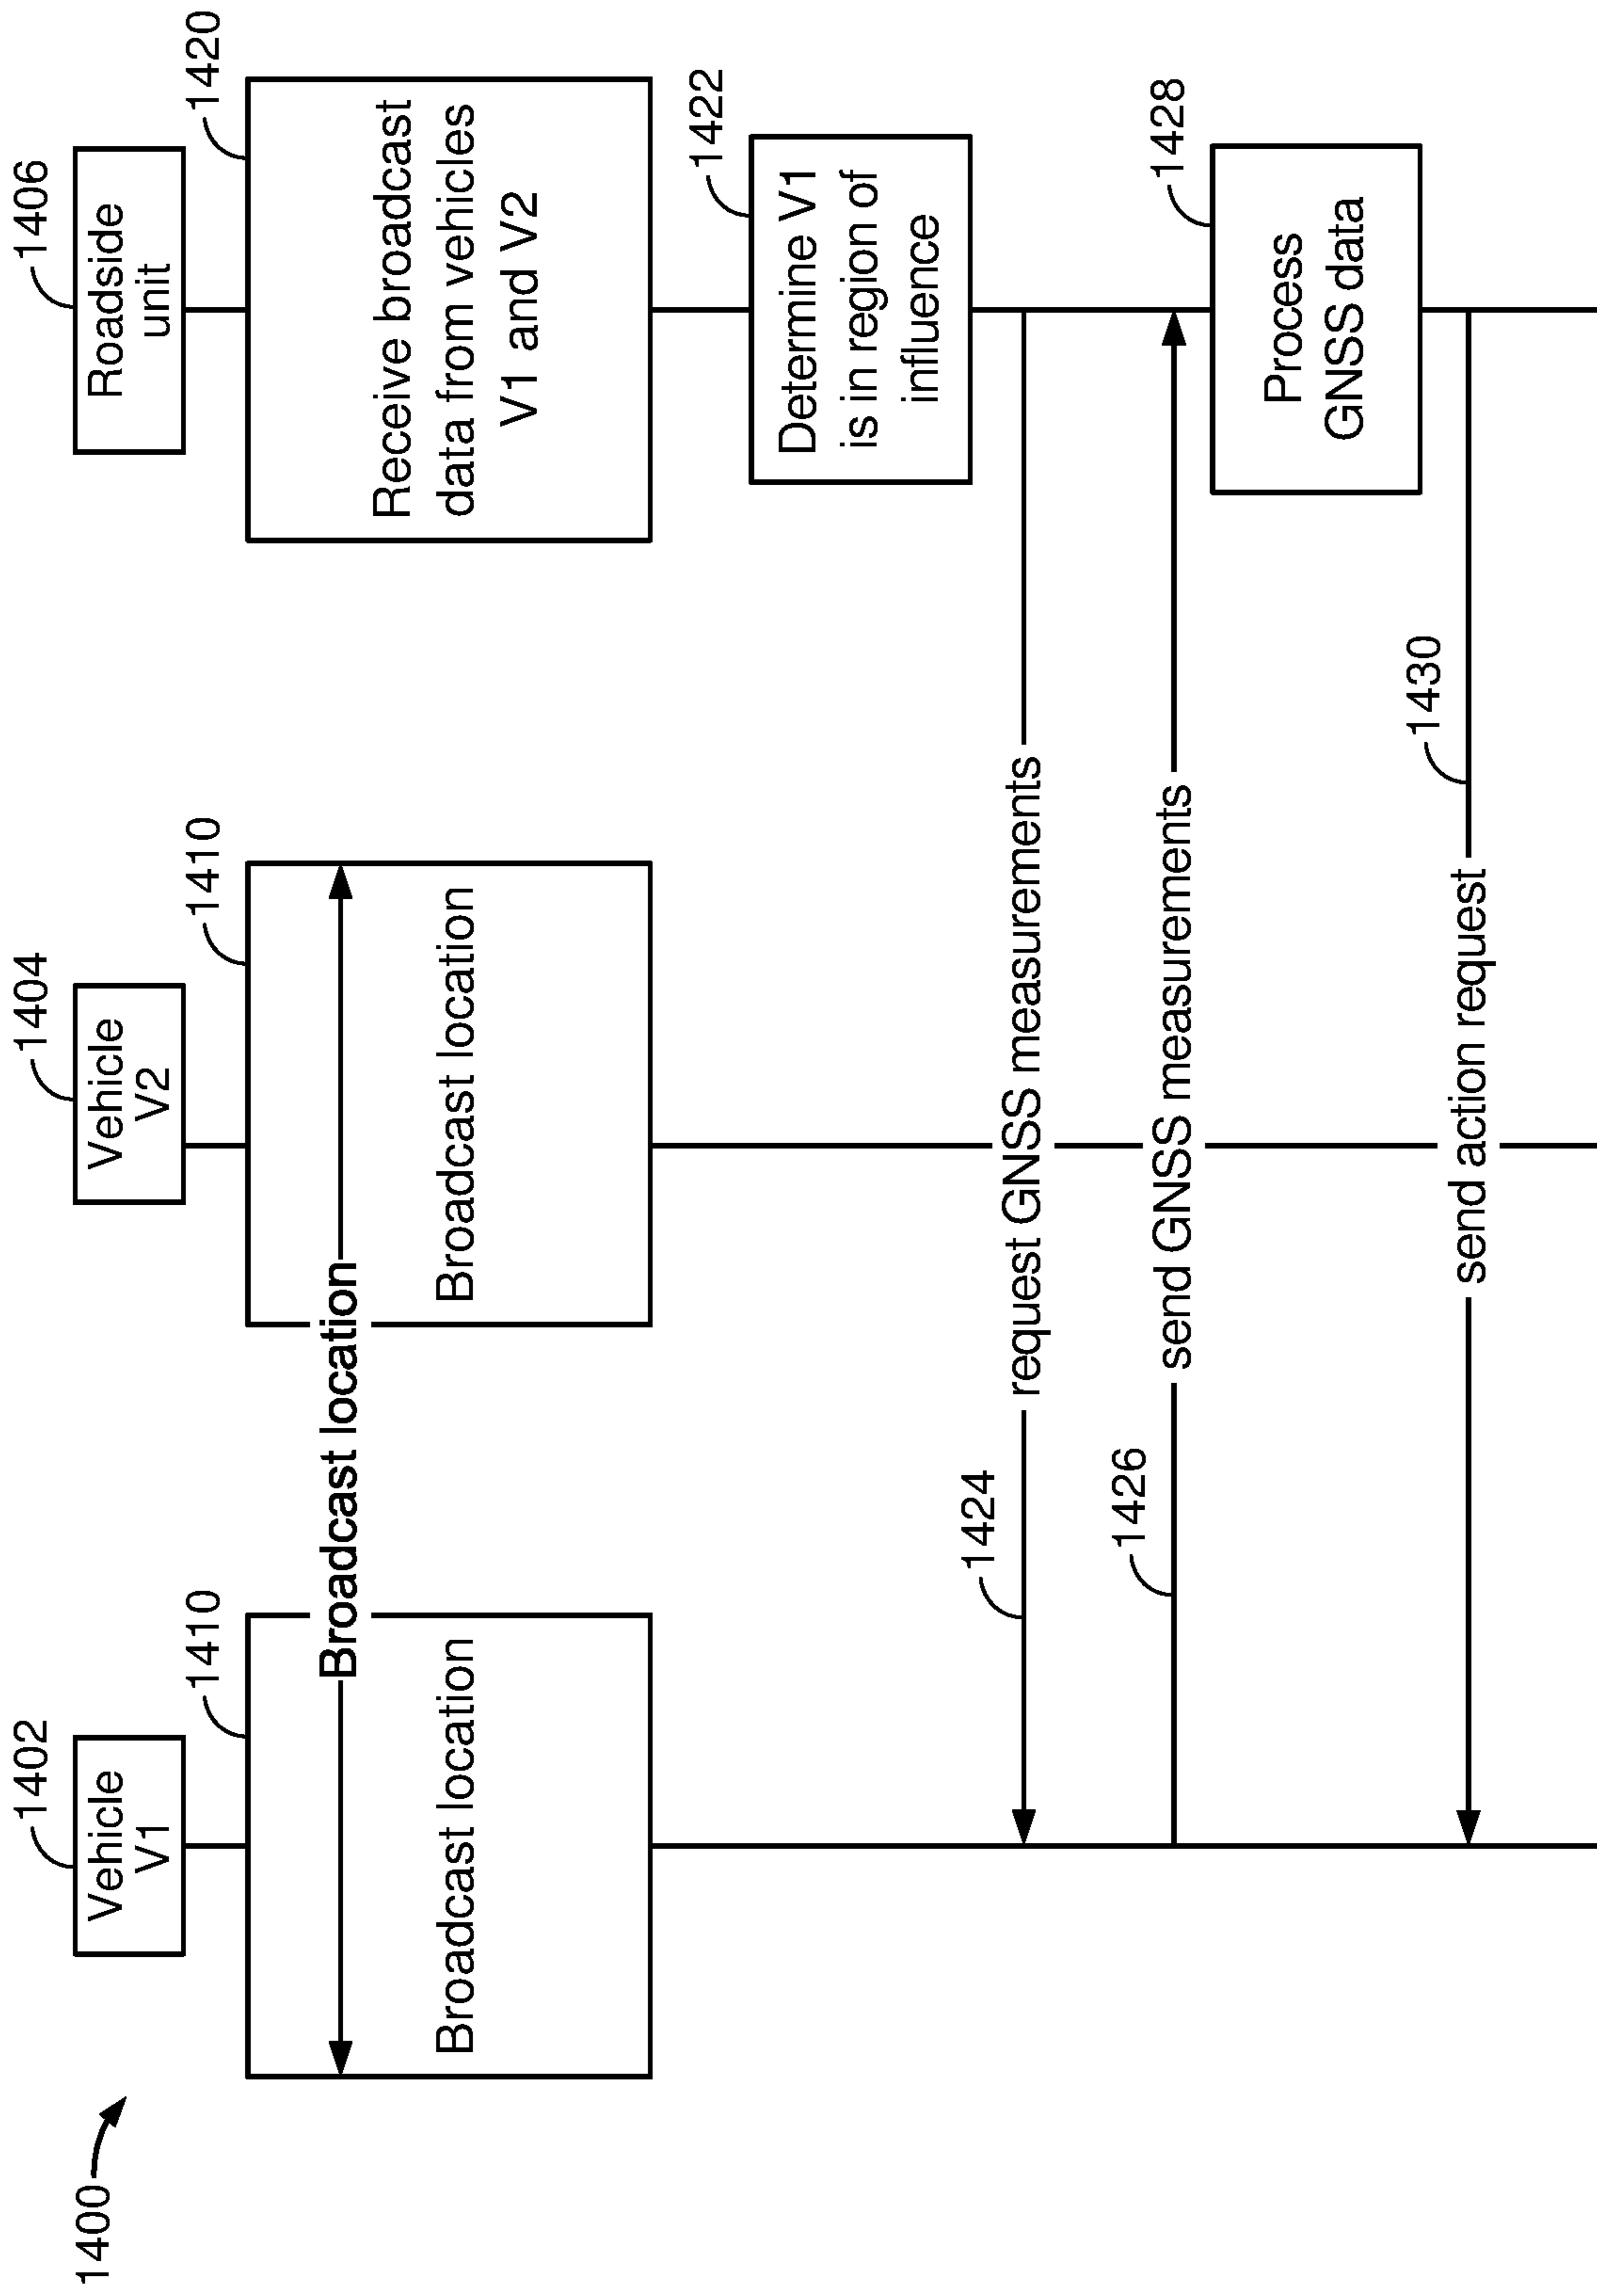 1400
1402
Vehicle
V1
1404
Vehicle
V2
1406
Roadside
unit
1410
Broadcast location
1410
Broadcast location
Broadcast location
1420
Receive broadcast
data from vehicles
V1 and V2
1422
Determine V1
is in region of
influence
1424
request GNSS measurements
1426
send GNSS measurements
1428
Process
GNSS data
1430
send action request